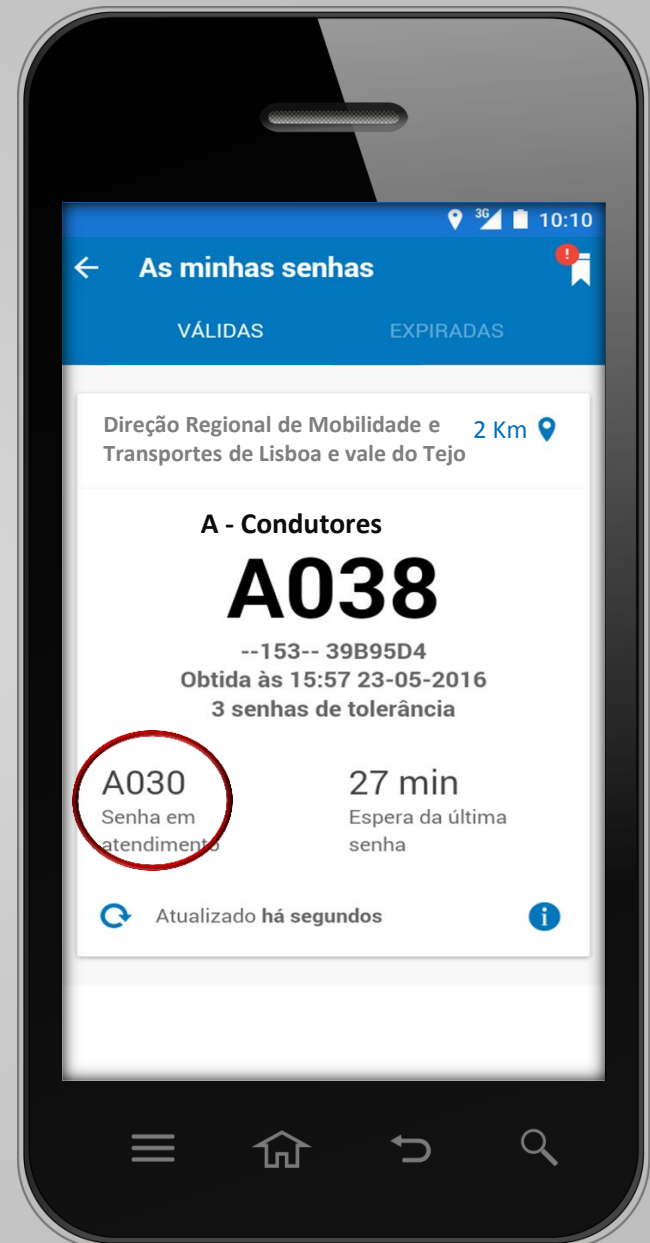 3G 10:10
As minhas senhas
!
VÁLIDAS EXPIRADAS
Direção Regional de Mobilidade e
Transportes de Lisboa e vale do Tejo
2 Km
A - Condutores
A038
--153-- 39B95D4
Obtida às 15:57 23-05-2016
3 senhas de tolerância
A030
Senha em
atendimento
27 min
Espera da última
senha
Atualizado há segundos
i